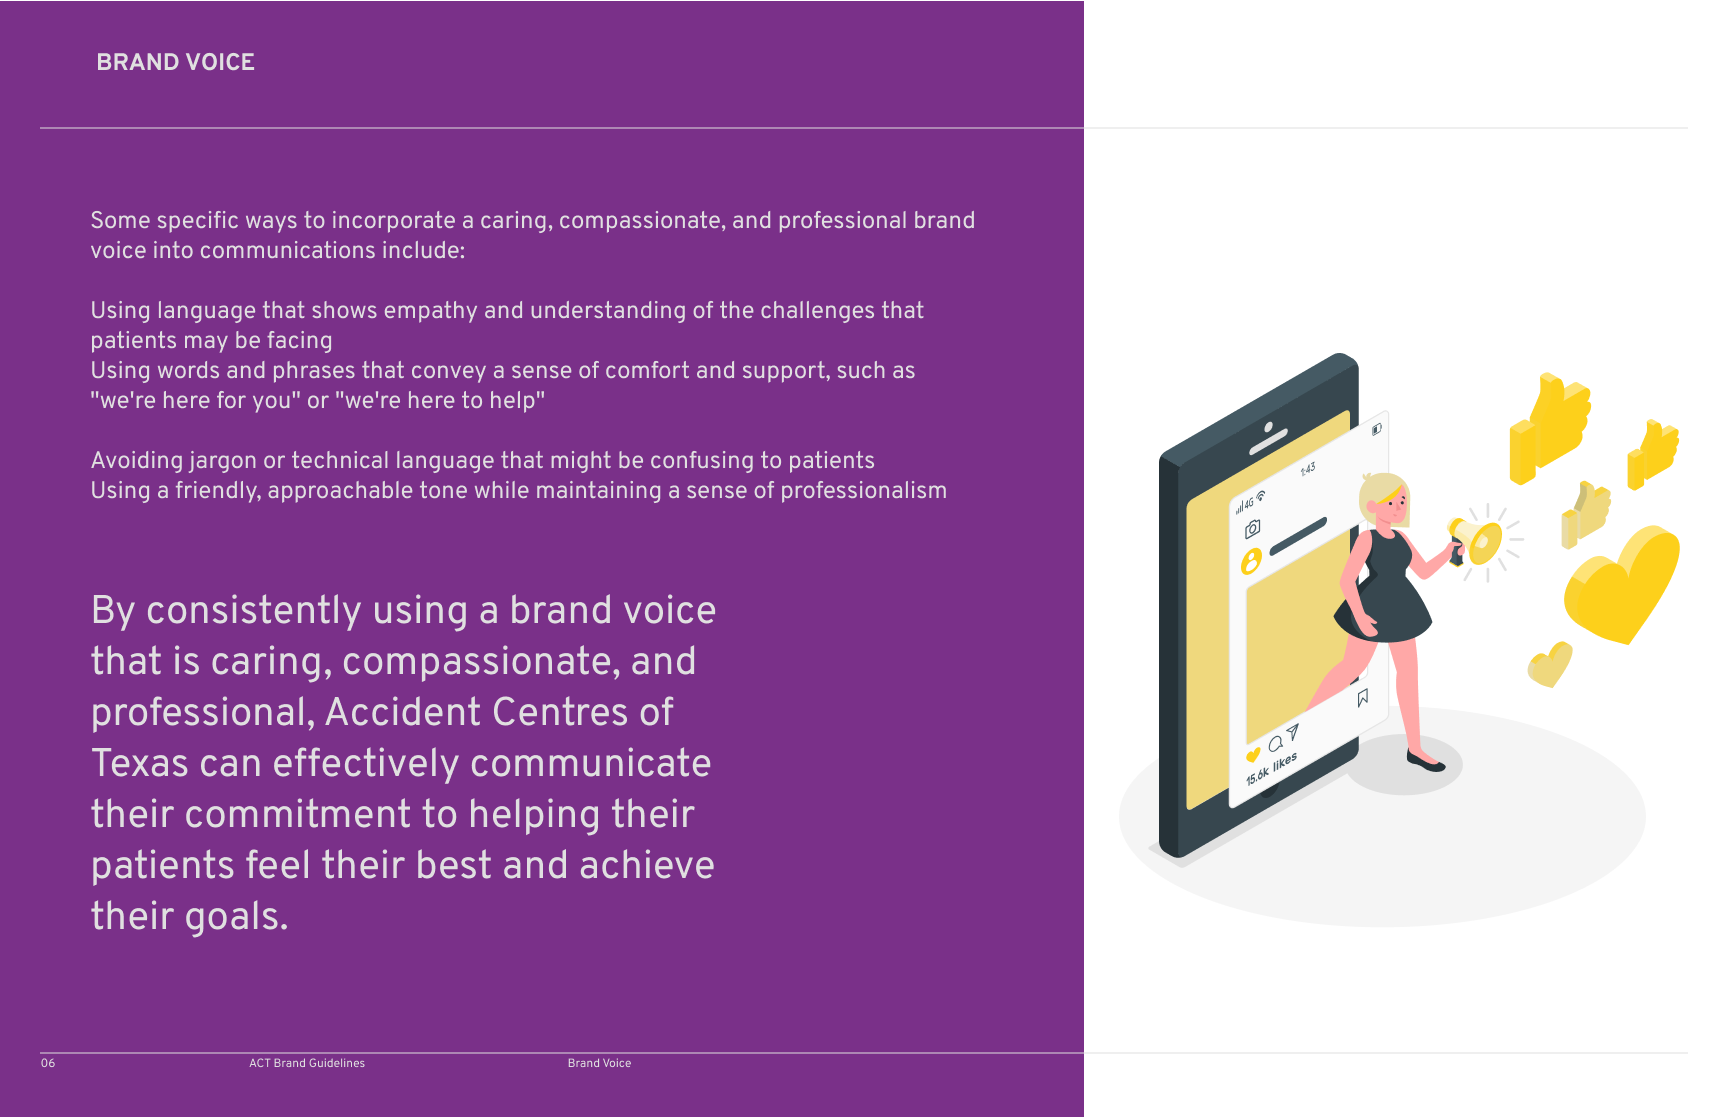 BRAND VOICE
Some specific ways to incorporate a caring, compassionate, and professional brand
voice into communications include:
Using language that shows empathy and understanding of the challenges that
patients may be facing
Using words and phrases that convey a sense of comfort and support, such as
"we're here for you" or "we're here to help"
Avoiding jargon or technical language that might be confusing to patients
Using a friendly, approachable tone while maintaining a sense of professionalism
By consistently using a brand voice
that is caring, compassionate, and
professional, Accident Centres of
Texas can effectively communicate
their commitment to helping their
patients feel their best and achieve
their goals.
4G
1:43
15.6k likes
06
ACT Brand Guidelines
Brand Voice